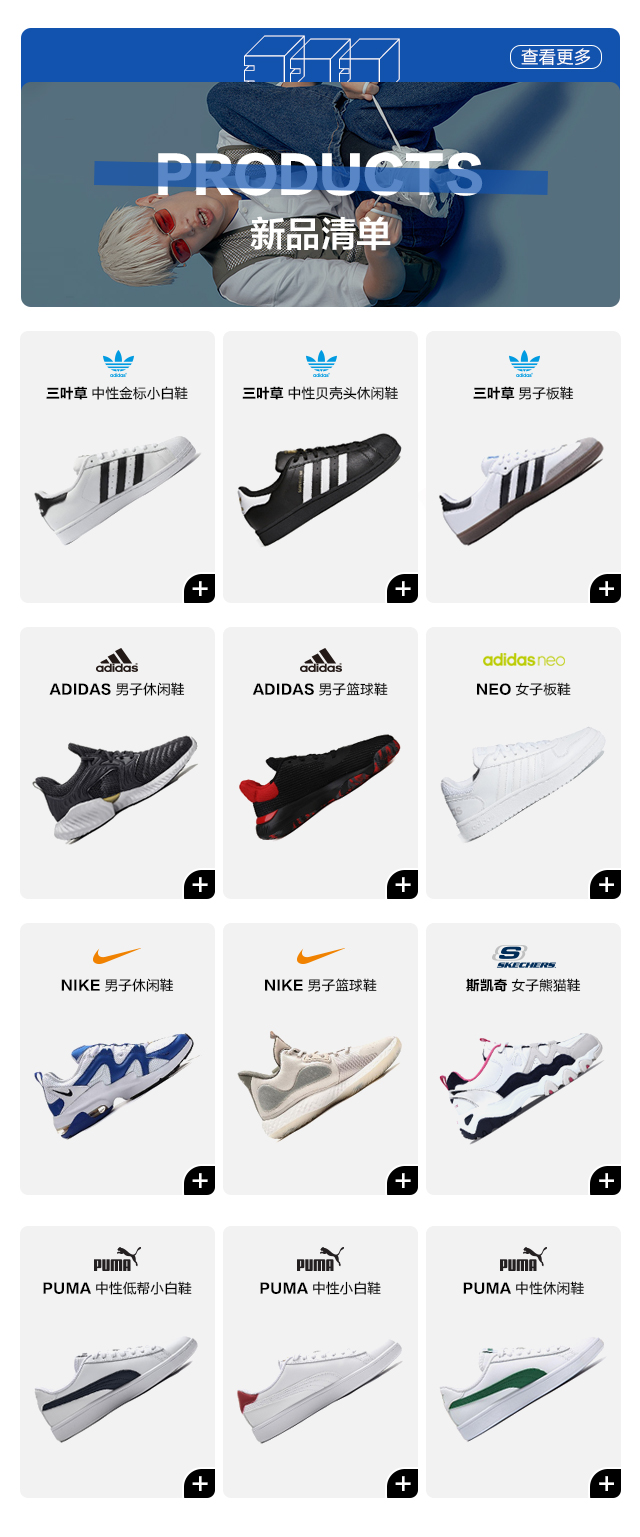 查看更多
PRODUCTS
新品清单
adidas
三叶草 中性金标小白鞋
adidas
三叶草 中性贝壳头休闲鞋
adidas
三叶草 男子板鞋
adidas
ADIDAS 男子休闲鞋
adidas
ADIDAS 男子篮球鞋
adidas neo
NEO 女子板鞋
NIKE 男子休闲鞋
NIKE 男子篮球鞋
S
SKECHERS
斯凯奇 女子熊猫鞋
PUMA
PUMA 中性低帮小白鞋
PUMA
PUMA 中性小白鞋
PUMA
PUMA 中性休闲鞋